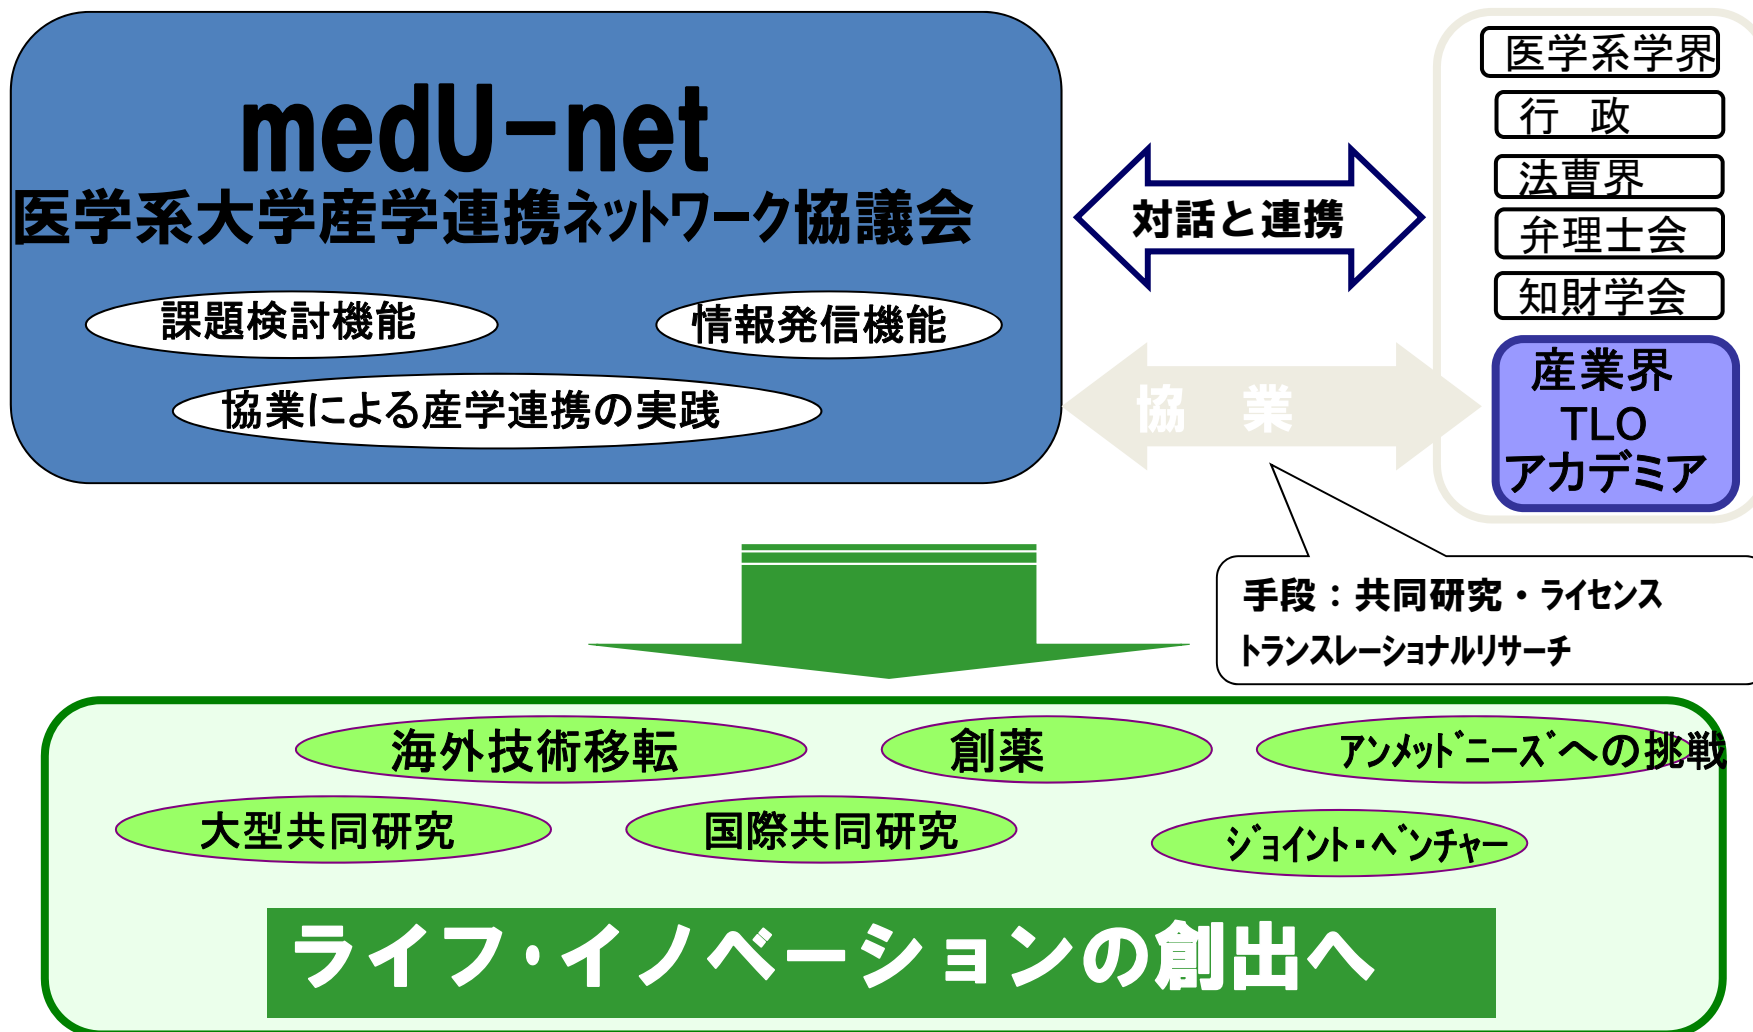 medU-net
医学系大学産学連携ネットワーク協議会
課題検討機能
情報発信機能
協業による産学連携の実践
対話と連携
協　業
医学系学界
行　政
法曹界
弁理士会
知財学会
産業界
TLO
アカデミア
手段：共同研究・ライセンス
トランスレーショナルリサーチ
海外技術移転
創薬
アンメッドニーズへの挑戦
大型共同研究
国際共同研究
ジョイント・ベンチャー
ライフ・イノベーションの創出へ